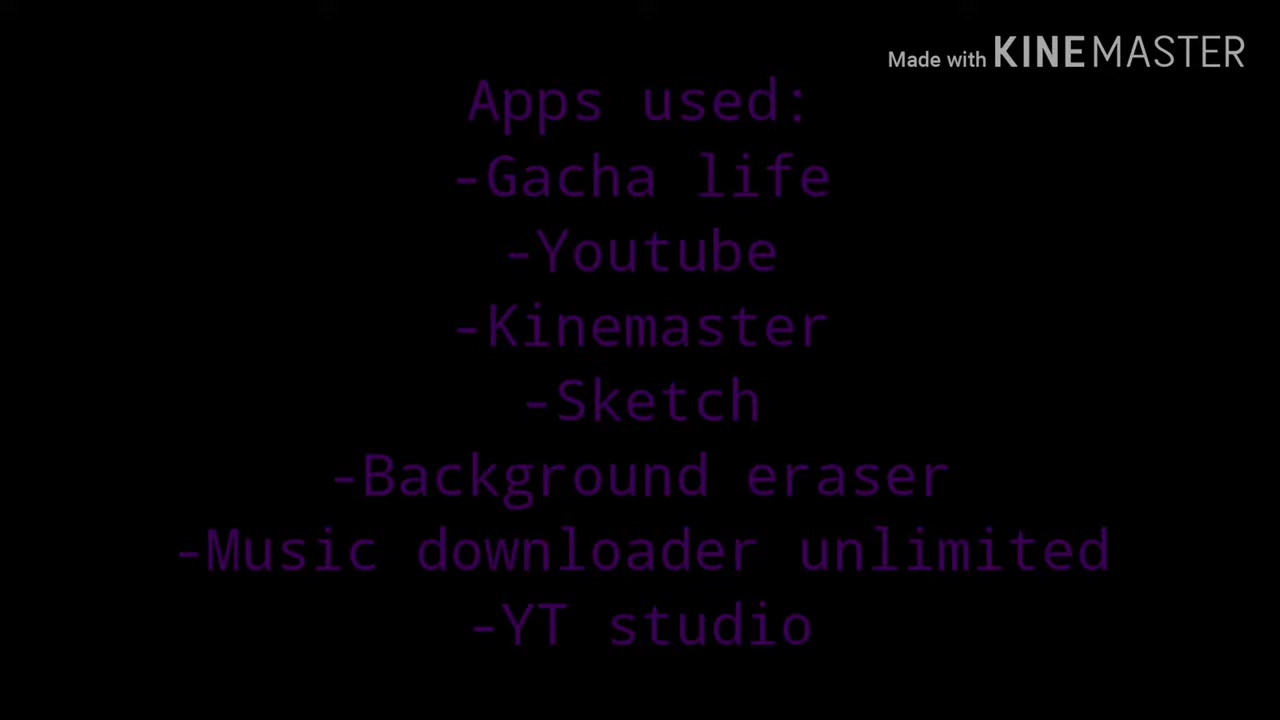 Made with KINEMASTER
Apps used:
-Gacha life
-Youtube
-Kinemaster
-Sketch
-Background eraser
-Music downloader unlimited
-YT studio